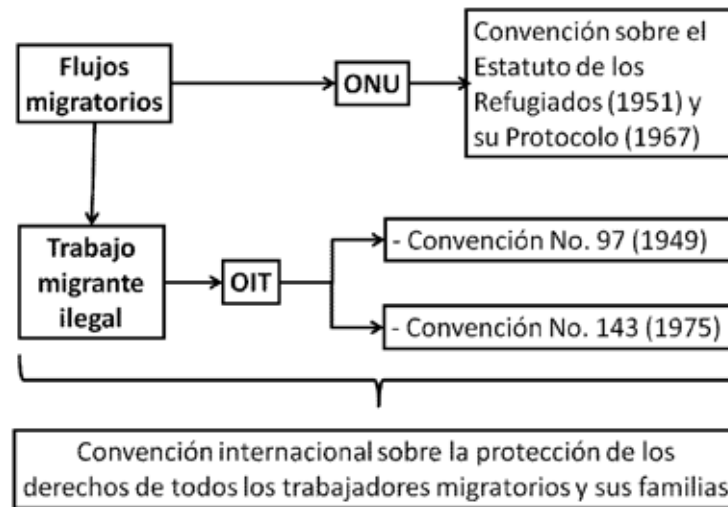 Flujos
migratorios
ONU
Convención sobre el
Estatuto de los
Refugiados (1951) y
su Protocolo (1967)
Trabajo
migrante
ilegal
OIT
- Convención No. 97 (1949)
- Convención No. 143 (1975)
Convención internacional sobre la protección de los
derechos de todos los trabajadores migratorios y sus familias